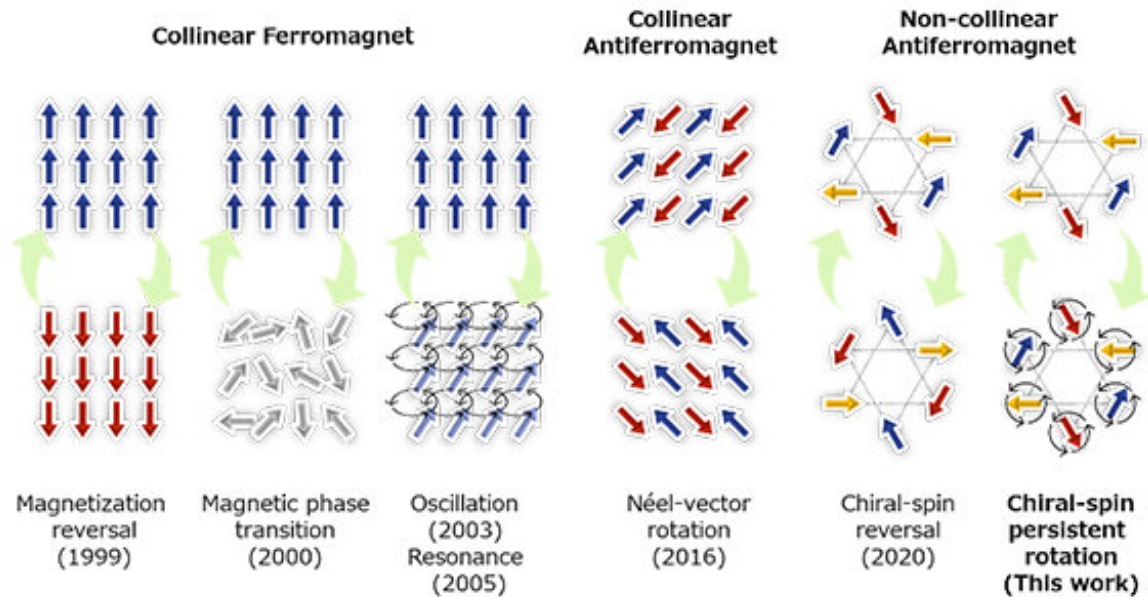 Collinear Ferromagnet
Collinear
Antiferromagnet
Non-collinear
Antiferromagnet
Magnetization
reversal
(1999)
Magnetic phase
transition
(2000)
Oscillation
(2003)
Resonance
(2005)
Néel-vector
rotation
(2016)
Chiral-spin
reversal
(2020)
Chiral-spin
persistent
rotation
(This work)